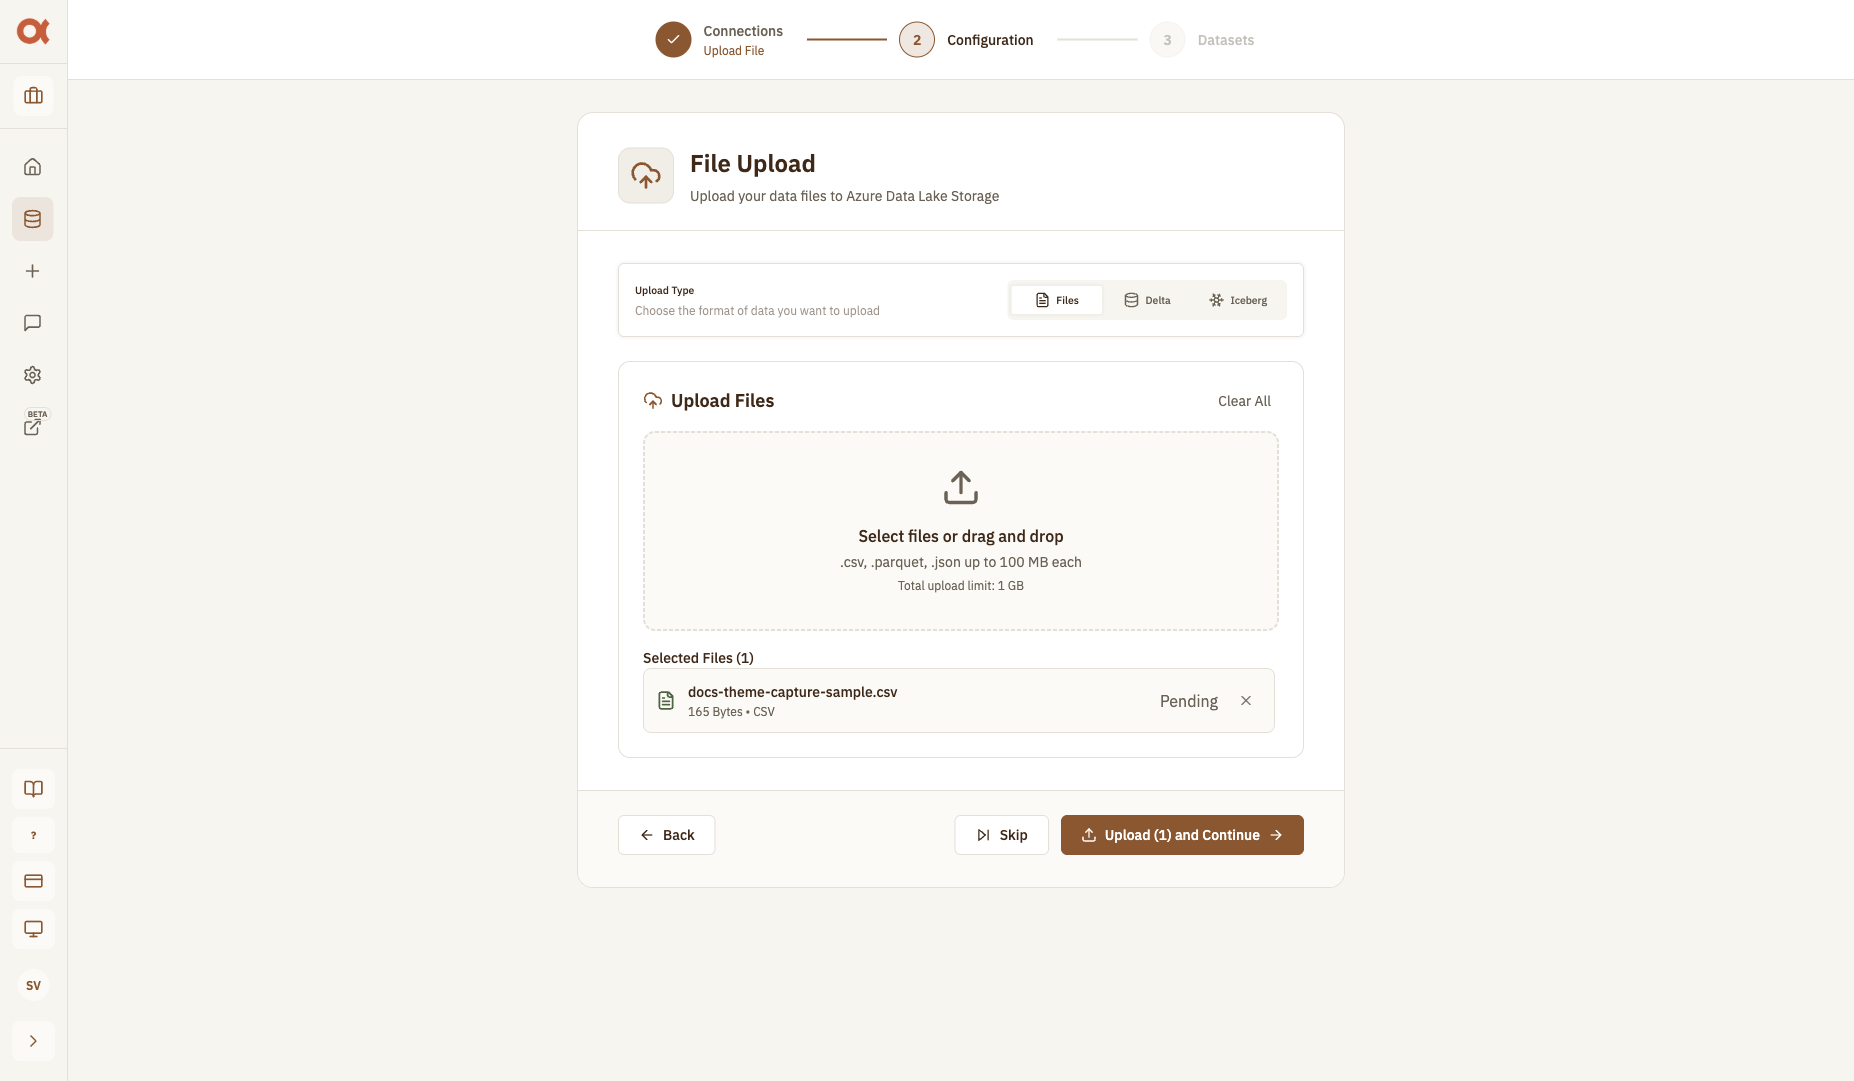 Connections
Upload File
2
Configuration
3
Datasets
File Upload
Upload your data files to Azure Data Lake Storage
Upload Type
Choose the format of data you want to upload
Files
Delta
Iceberg
BETA
Upload Files
Clear All
Select files or drag and drop
.csv, .parquet, .json up to 100 MB each
Total upload limit: 1 GB
Selected Files (1)
docs-theme-capture-sample.csv
165 Bytes • CSV
Pending
Back
Skip
Upload (1) and Continue
?
SV